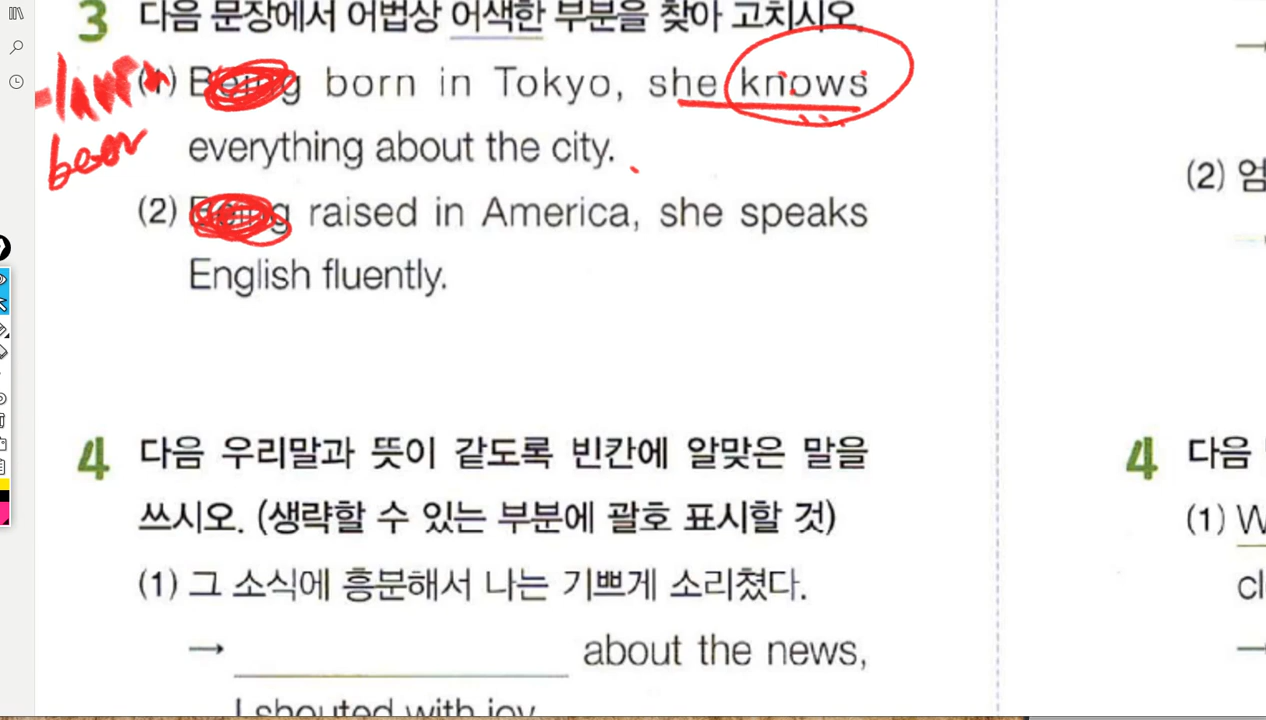 3 다음 문장에서 어법상 어색한 부분을 찾아 고치시오.
(1) Being born in Tokyo, she knows
everything about the city.
been
(2) Being raised in America, she speaks
English fluently.
4 다음 우리말과 뜻이 같도록 빈칸에 알맞은 말을
쓰시오. (생략할 수 있는 부분에 괄호 표시할 것)
(1) 그 소식에 흥분해서 나는 기쁘게 소리쳤다.
→ about the news,
I shouted with joy.
(2) 엄
4 다음
(1) W
cl